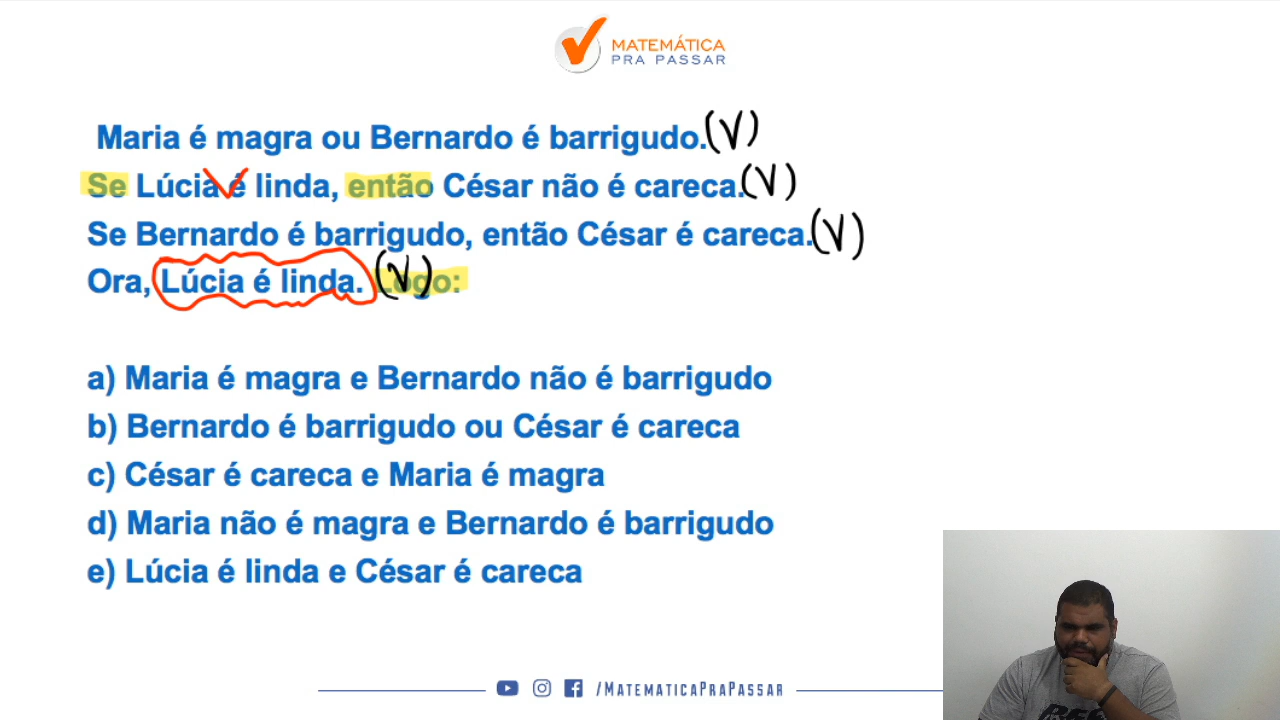 MATEMÁTICA
PRA PASSAR
Maria é magra ou Bernardo é barrigudo.(V)
Se Lúcia é linda, então César não é careca.(V)
Se Bernardo é barrigudo, então César é careca.(V)
Ora, Lúcia é linda. (V) Logo:
a) Maria é magra e Bernardo não é barrigudo
b) Bernardo é barrigudo ou César é careca
c) César é careca e Maria é magra
d) Maria não é magra e Bernardo é barrigudo
e) Lúcia é linda e César é careca
/MATEMATICAPRAPASSAR